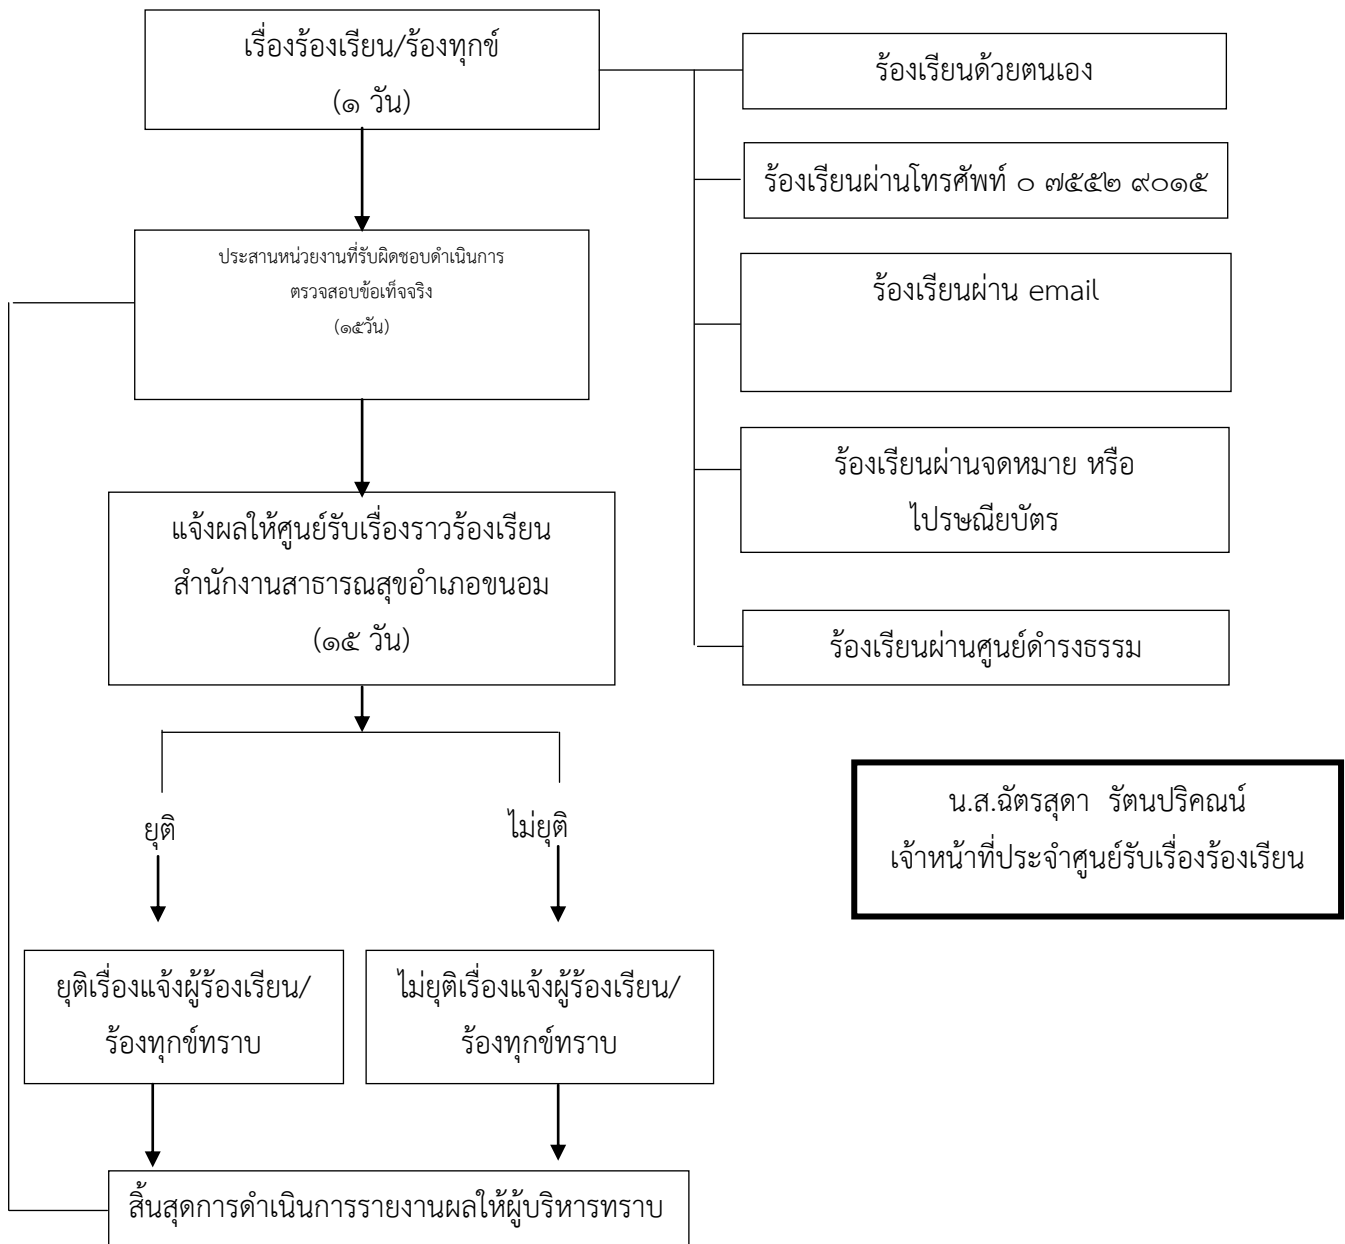 เรื่องร้องเรียน/ร้องทุกข์
(๑ วัน)
ร้องเรียนด้วยตนเอง
ร้องเรียนผ่านโทรศัพท์ ๐ ๗๕๕๒ ๙๐๑๕
ประสานหน่วยงานที่รับผิดชอบดำเนินการ
ตรวจสอบข้อเท็จจริง
(๑๕วัน)
ร้องเรียนผ่าน email
ร้องเรียนผ่านจดหมาย หรือ
ไปรษณียบัตร
แจ้งผลให้ศูนย์รับเรื่องราวร้องเรียน
สำนักงานสาธารณสุขอำเภอขนอม
(๑๕ วัน)
ร้องเรียนผ่านศูนย์ดำรงธรรม
น.ส.ฉัตรสุดา รัตนปริคณน์
เจ้าหน้าที่ประจำศูนย์รับเรื่องร้องเรียน
ยุติ
ไม่ยุติ
ยุติเรื่องแจ้งผู้ร้องเรียน/
ร้องทุกข์ทราบ
ไม่ยุติเรื่องแจ้งผู้ร้องเรียน/
ร้องทุกข์ทราบ
สิ้นสุดการดำเนินการรายงานผลให้ผู้บริหารทราบ